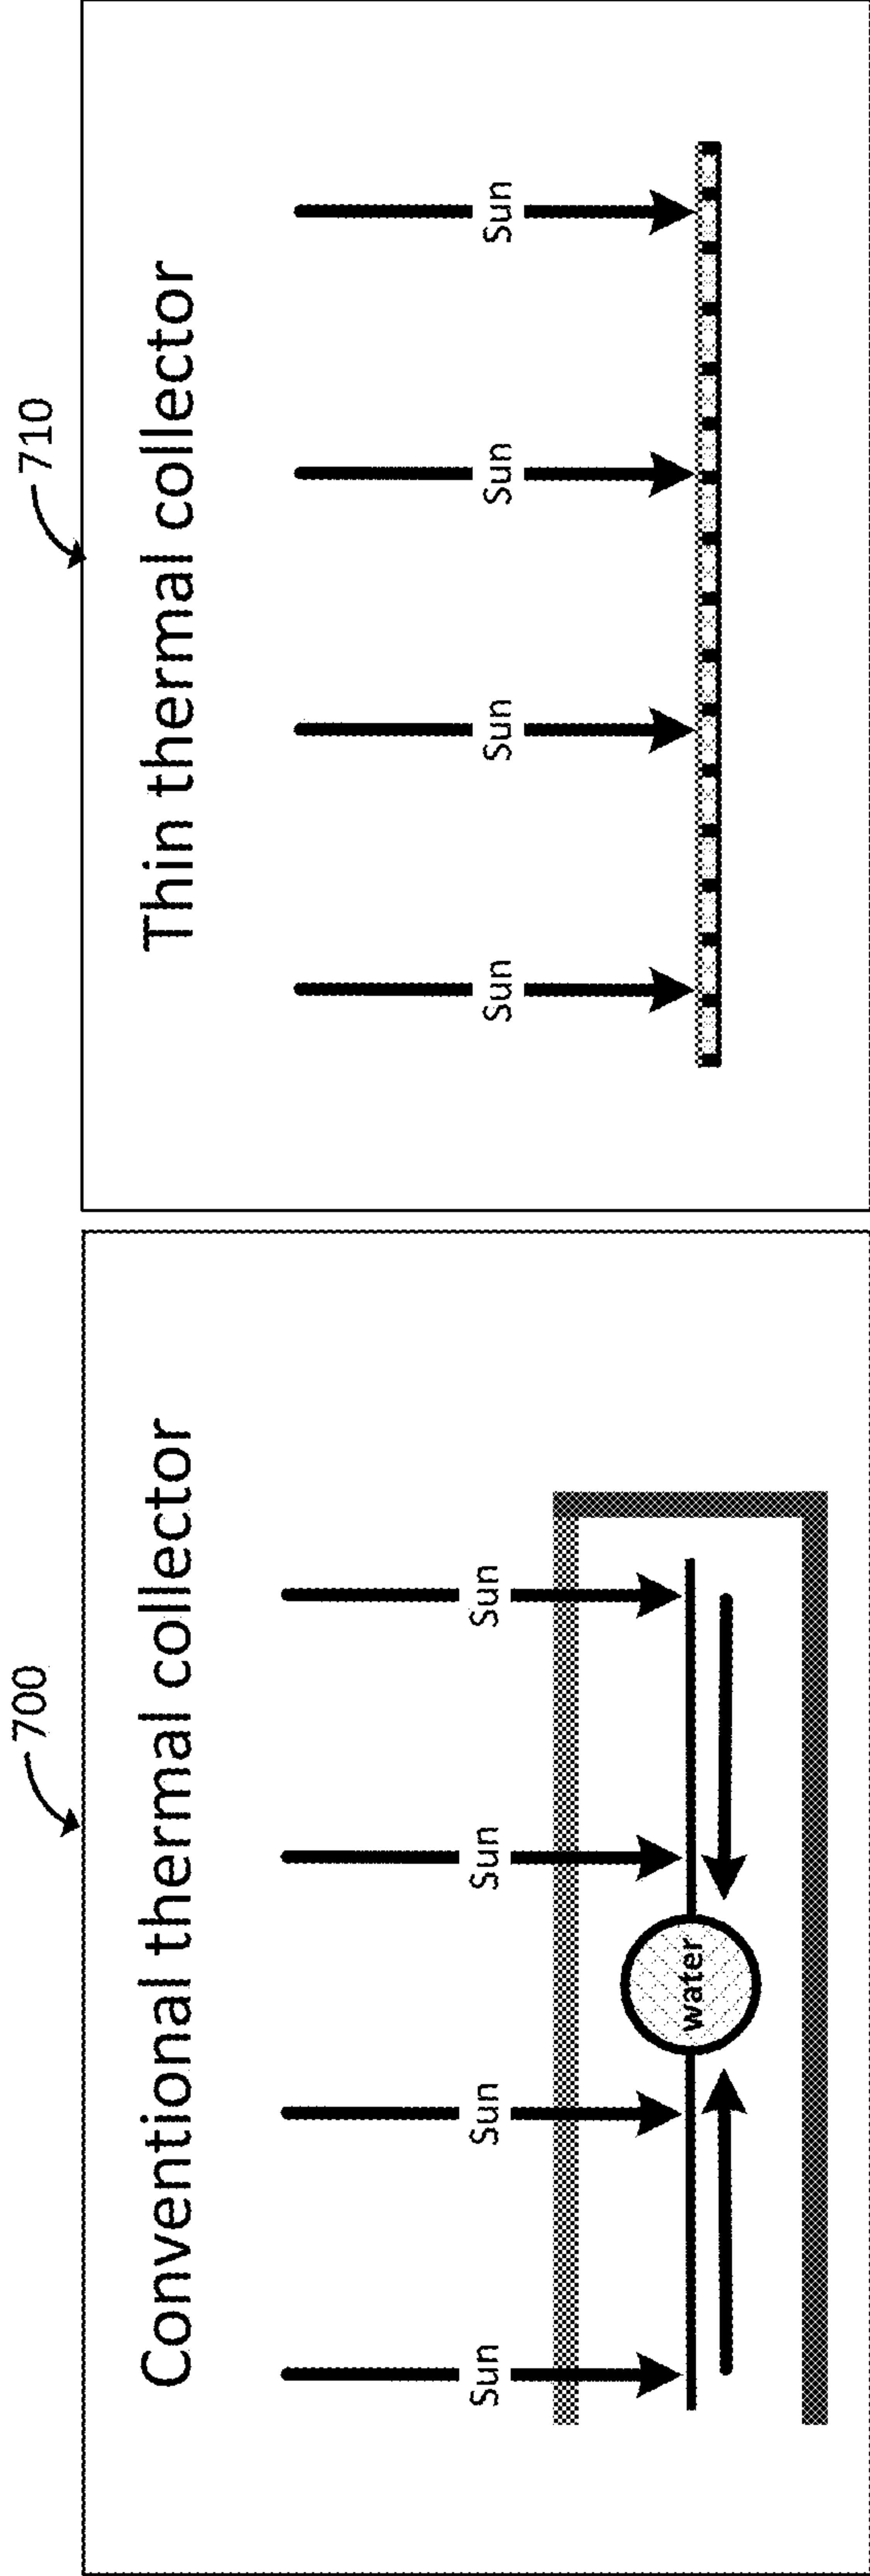 700
Conventional thermal collector
Sun
Sun
Sun
Sun
water
710
Thin thermal collector
Sun
Sun
Sun
Sun